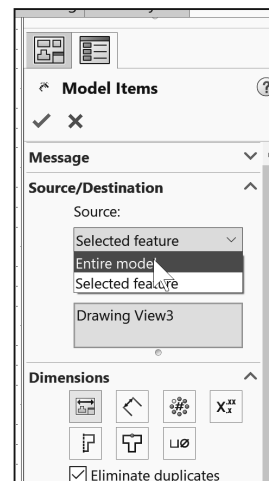 Model Items
?
Message
Source/Destination
Source:
Selected feature
Entire model
Selected feature
Drawing View3
Dimensions
X.xx
X.x
Eliminate duplicates